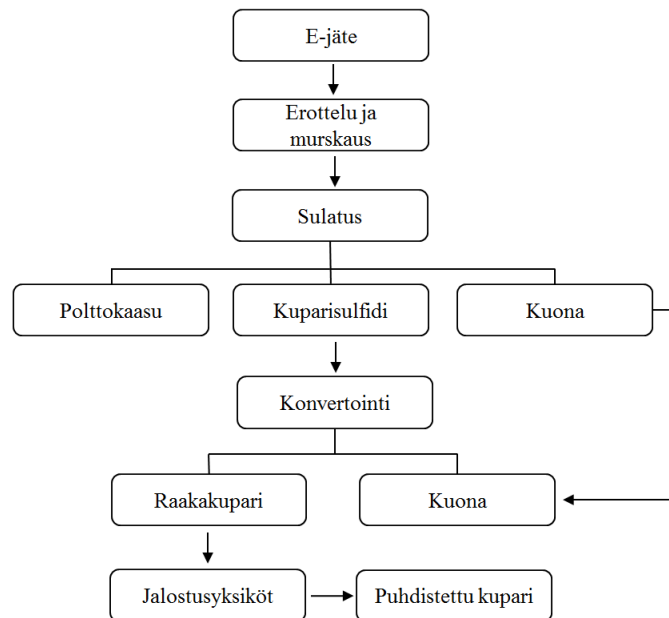 E-jäte
Erottelu ja
murskaus
Sulatus
Polttokaasu
Kuparisulfidi
Kuona
Konvertointi
Raakakupari
Kuona
Jalostusyksiköt
Puhdistettu kupari